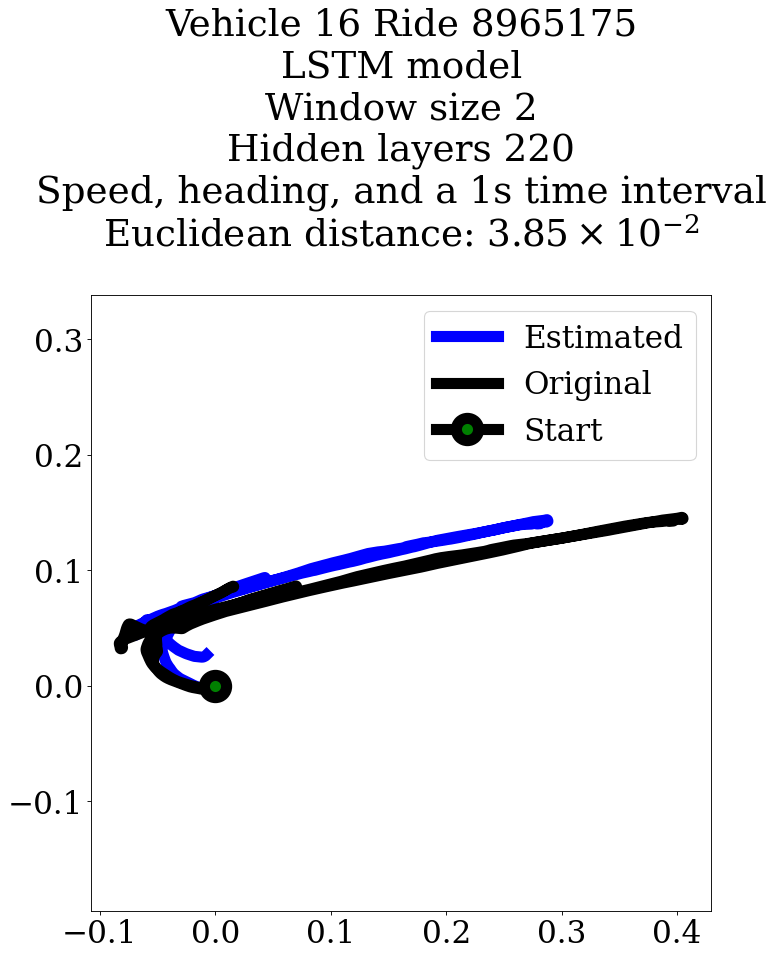 Vehicle 16 Ride 8965175
LSTM model
Window size 2
Hidden layers 220
Speed, heading, and a 1s time interval
Euclidean distance: 3.85 × 10⁻²
Estimated
Original
Start
0.3
0.2
0.1
0.0
−0.1
−0.1 0.0 0.1 0.2 0.3 0.4